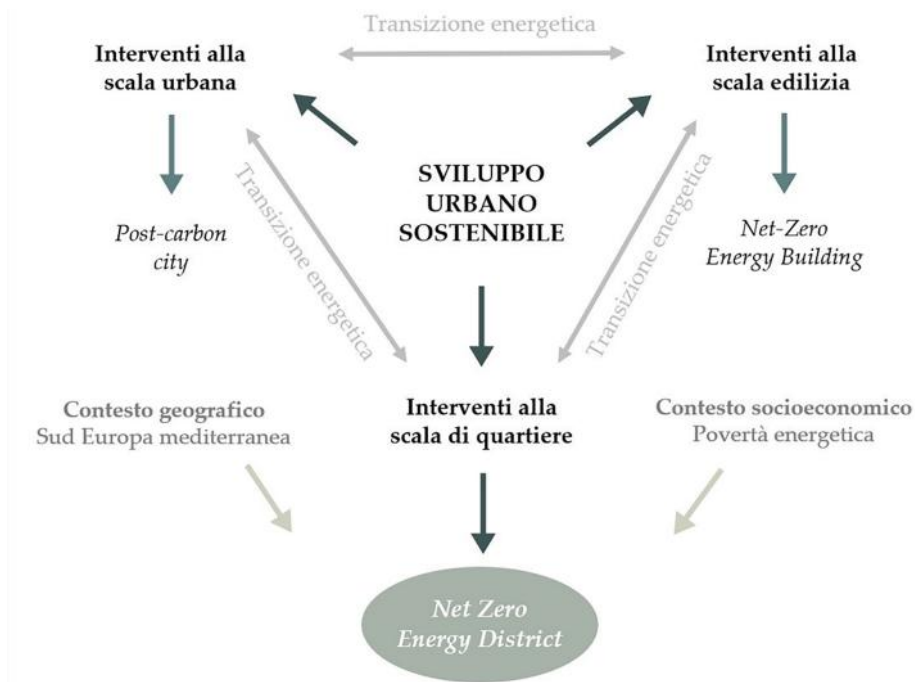 Transizione energetica
Interventi alla
scala urbana
Interventi alla
scala edilizia
SVILUPPO
URBANO
SOSTENIBILE
Transizione energetica
Transizione energetica
Post-carbon
city
Net-Zero
Energy Building
Contesto geografico
Sud Europa mediterranea
Interventi alla
scala di quartiere
Contesto socioeconomico
Povertà energetica
Net Zero
Energy District